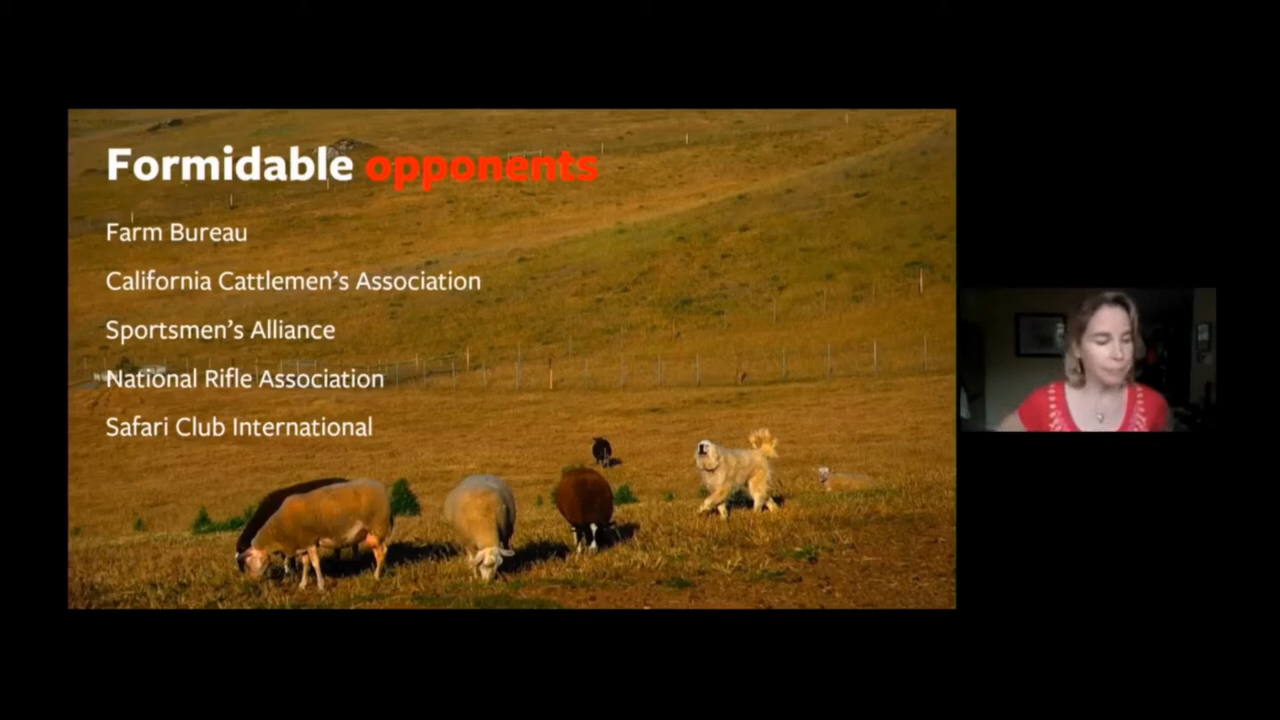 Formidable opponents
Farm Bureau
California Cattlemen’s Association
Sportsmen’s Alliance
National Rifle Association
Safari Club International